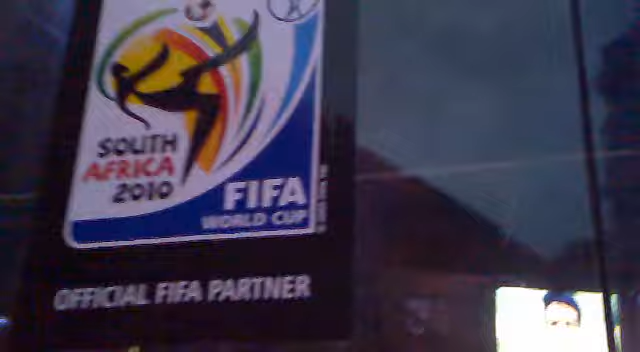 SOUTH
AFRICA
2010
FIFA
WORLD CUP
OFFICIAL FIFA PARTNER